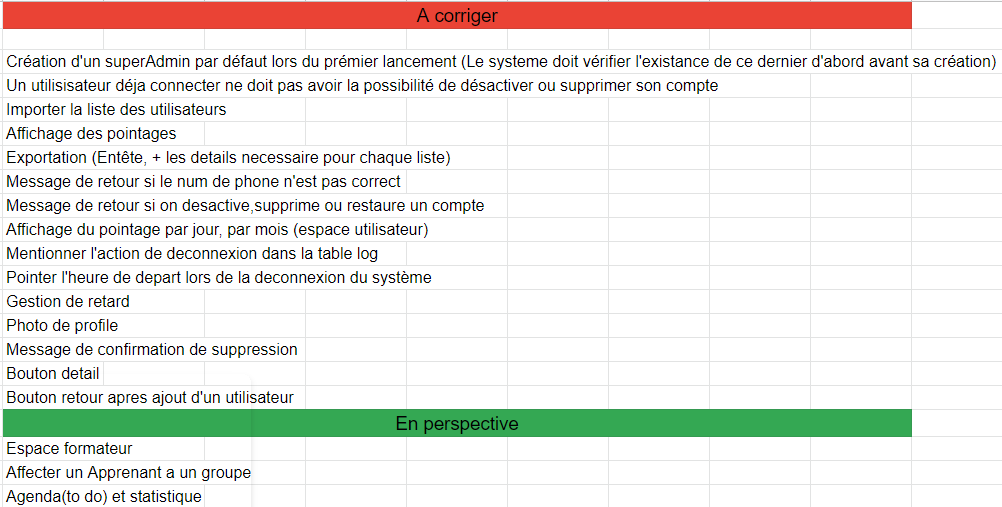 A corriger
Création d'un superAdmin par défaut lors du prémier lancement (Le systeme doit vérifier l'existance de ce dernier d'abord avant sa création)
Un utilisisateur déja connecter ne doit pas avoir la possibilité de désactiver ou supprimer son compte
Importer la liste des utilisateurs
Affichage des pointages
Exportation (Entête, + les details necessaire pour chaque liste)
Message de retour si le num de phone n'est pas correct
Message de retour si on desactive,supprime ou restaure un compte
Affichage du pointage par jour, par mois (espace utilisateur)
Mentionner l'action de deconnexion dans la table log
Pointer l'heure de depart lors de la deconnexion du système
Gestion de retard
Photo de profile
Message de confirmation de suppression
Bouton detail
Bouton retour apres ajout d'un utilisateur
En perspective
Espace formateur
Affecter un Apprenant a un groupe
Agenda(to do) et statistique